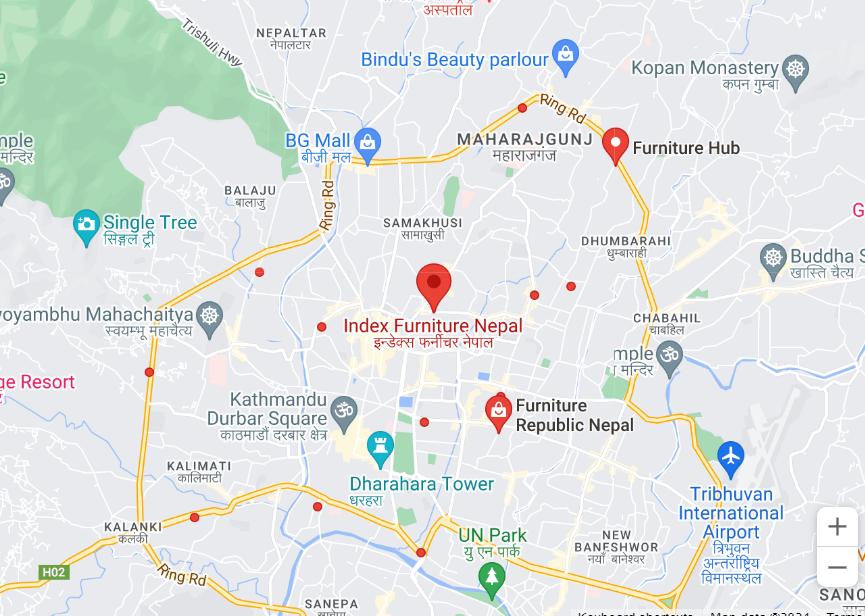 अस्पताल
Trishuli Hwy
NEPALTAR
नेपालटार
Bindu's Beauty parlour
Kopan Monastery
कपन गुम्बा
Ring Rd
MAHARAJGUNJ
महाराजगंज
BG Mall
बीजी मल
Furniture Hub
mple
मन्दिर
BALAJU
बालाजु
Ring Rd
Single Tree
सिङ्गल ट्री
SAMAKHUSI
सामाखुसी
DHUMBARAHI
धुम्बाराही
G
Buddha S
खास्ति चैत्य
oyambhu Mahachaitya
स्वयम्भू महाचैत्य
Index Furniture Nepal
इन्डेक्स फर्नीचर नेपाल
CHABAHIL
चाबहिल
mple
मन्दिर
ge Resort
Kathmandu
Durbar Square
काठमाडौं दरबार क्षेत्र
Furniture
Republic Nepal
KALIMATI
कालिमाटी
Dharahara Tower
धरहरा
Tribhuvan
International
Airport
त्रिभुवन
अन्तर्राष्ट्रिय
विमानस्थल
KALANKI
कलंकी
UN Park
यु एन पार्क
NEW
BANESHWOR
नयाँ बानेश्वर
H02
Ring Rd
SANEPA
सानेपा
+
−
SANO
Keyboard shortcuts
Map data ©2024
Terms